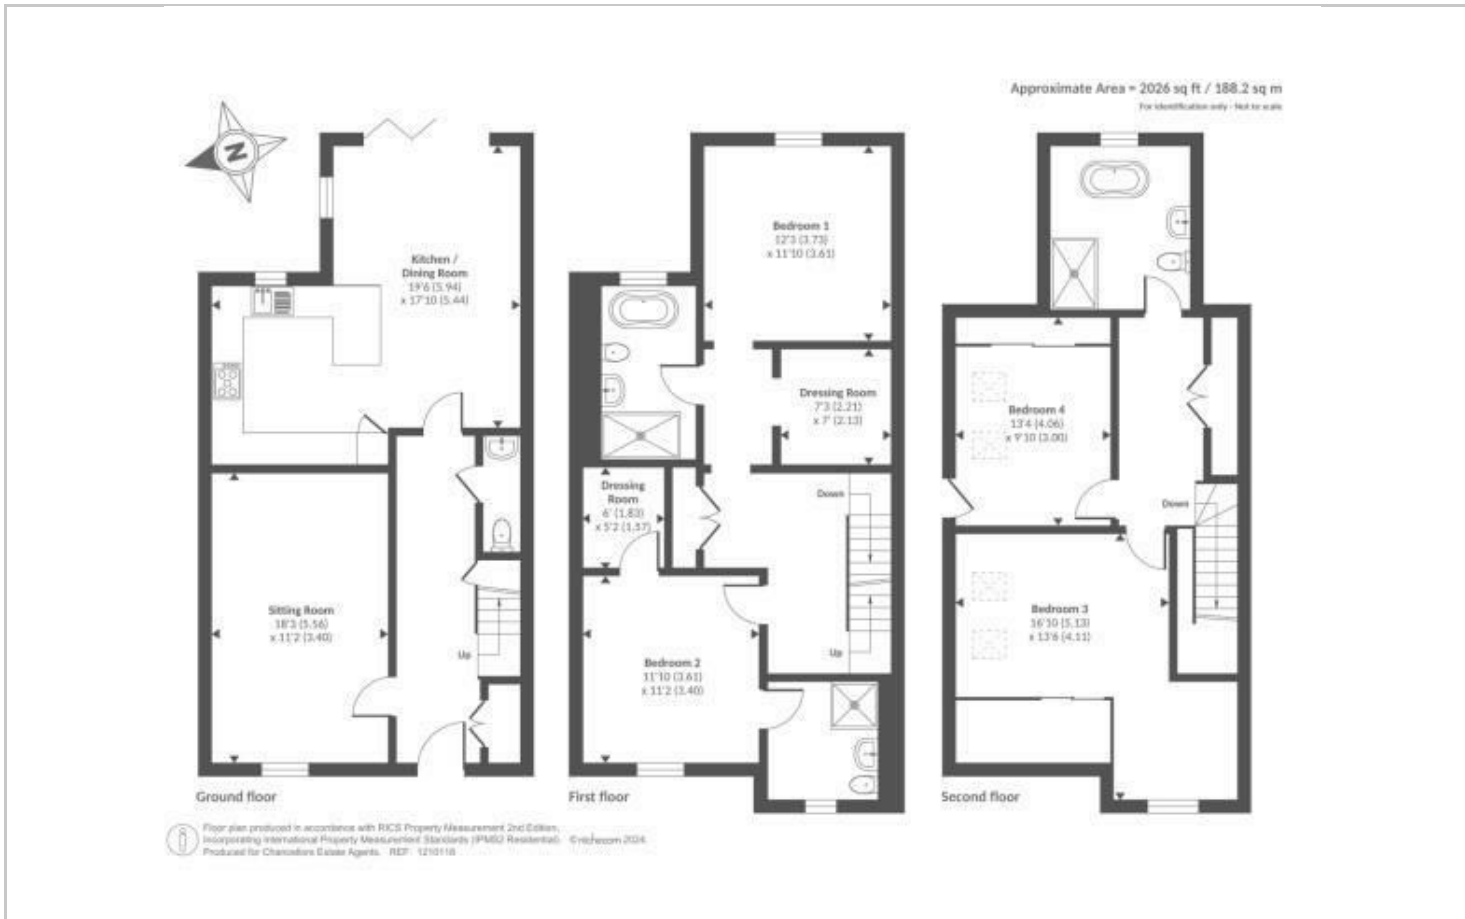 Approximate Area = 2026 sq ft / 188.2 sq m
For identification only - Not to scale
N
Kitchen /
Dining Room
19'6 (5.94)
x 17'10 (5.44)
Sitting Room
18'3 (5.56)
x 11'2 (3.40)
Up
Ground floor
Bedroom 1
12'3 (3.73)
x 11'10 (3.61)
Dressing Room
7'3 (2.21)
x 7' (2.13)
Dressing
Room
6' (1.83)
x 5'2 (1.57)
Down
Bedroom 2
11'10 (3.61)
x 11'2 (3.40)
Up
First floor
Bedroom 4
13'4 (4.06)
x 9'10 (3.00)
Down
Bedroom 3
16'10 (5.13)
x 13'6 (4.11)
Second floor
Floor plan produced in accordance with RICS Property Measurement 2nd Edition,
Incorporating International Property Measurement Standards (IPMS2 Residential). ©nichecom 2024.
Produced for Chancellors Estate Agents. REF: 1210118